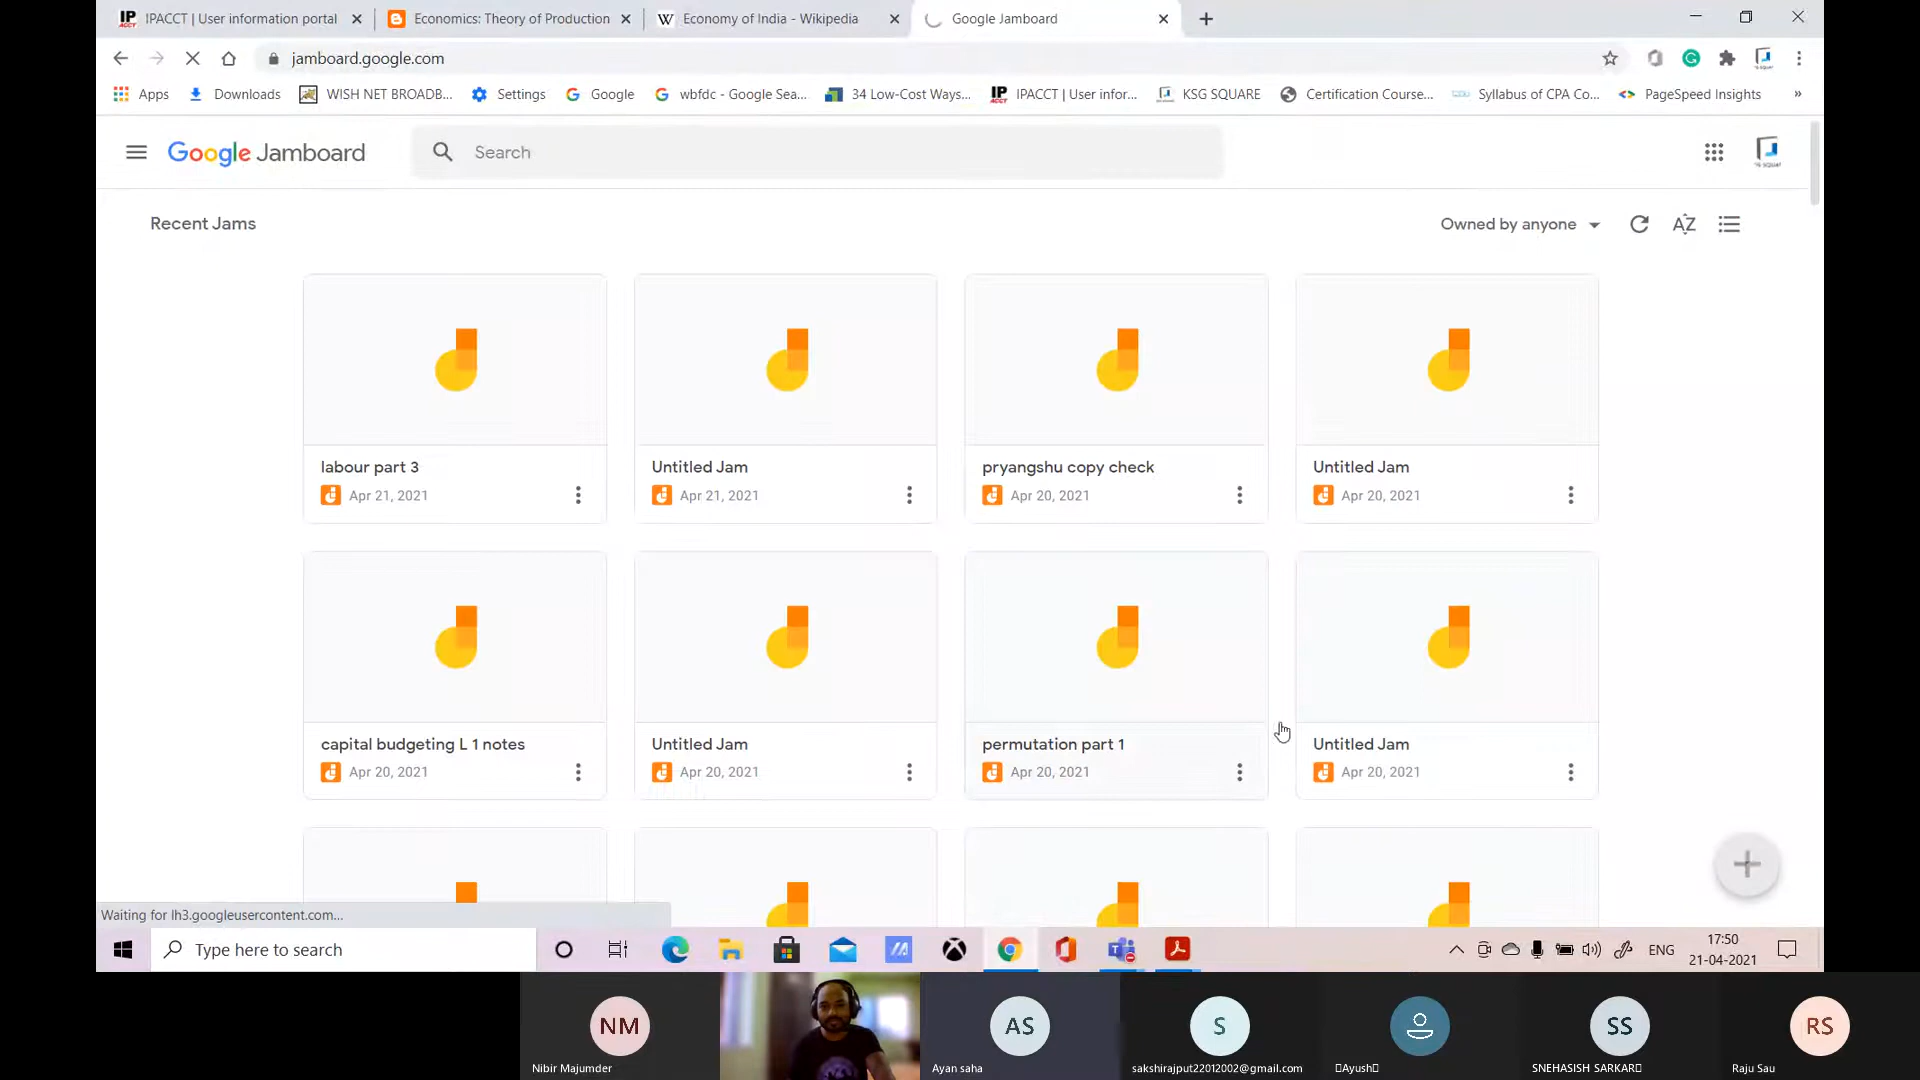 IPACCT | User information portal
Economics: Theory of Production
Economy of India - Wikipedia
Google Jamboard
jamboard.google.com
Apps
Downloads
WISH NET BROADB...
Settings
Google
wbfdc - Google Sea...
34 Low-Cost Ways...
IPACCT | User infor...
KSG SQUARE
Certification Course...
Syllabus of CPA Co...
PageSpeed Insights
Google Jamboard
Search
Recent Jams
Owned by anyone
labour part 3
Apr 21, 2021
Untitled Jam
Apr 21, 2021
pryangshu copy check
Apr 20, 2021
Untitled Jam
Apr 20, 2021
capital budgeting L 1 notes
Apr 20, 2021
Untitled Jam
Apr 20, 2021
permutation part 1
Apr 20, 2021
Untitled Jam
Apr 20, 2021
Waiting for lh3.googleusercontent.com...
Type here to search
ENG
17:50
21-04-2021
NM
Nibir Majumder
AS
Ayan saha
S
sakshirajput22012002@gmail.com
Ayush
SS
SNEHASISH SARKAR
RS
Raju Sau